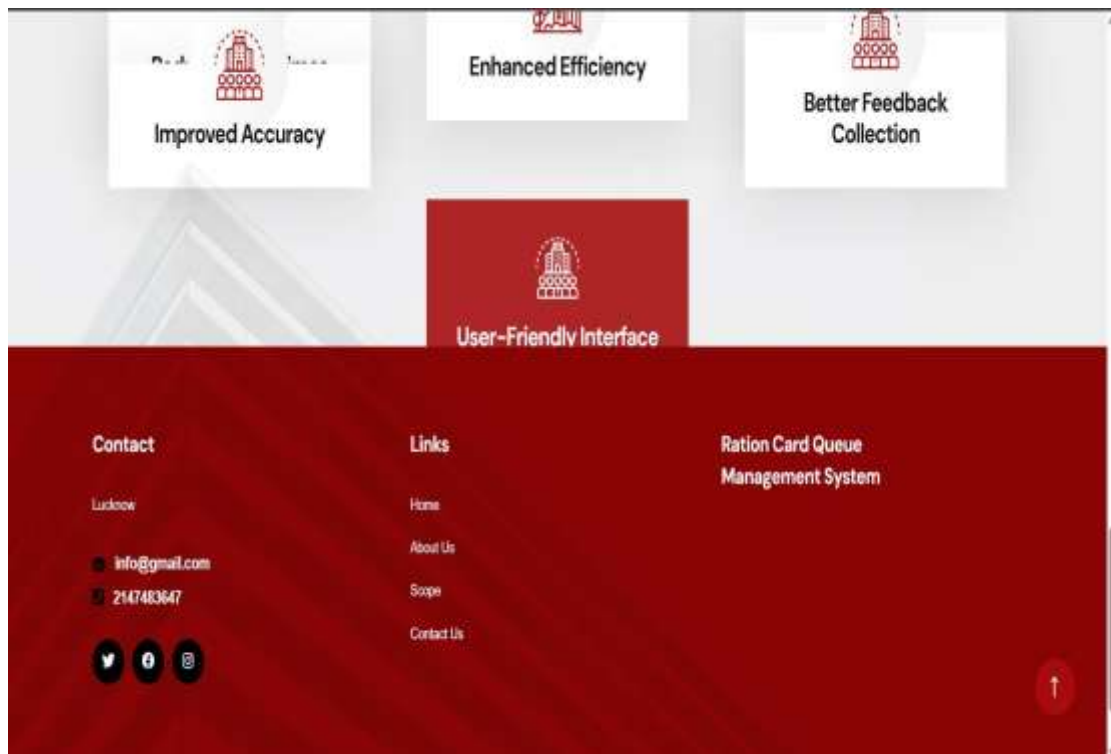 Enhanced Efficiency
Improved Accuracy
Better Feedback
Collection
User-Friendly Interface
Contact
Lucknow
info@gmail.com
2147483647
Links
Home
About Us
Scope
Contact Us
Ration Card Queue
Management System